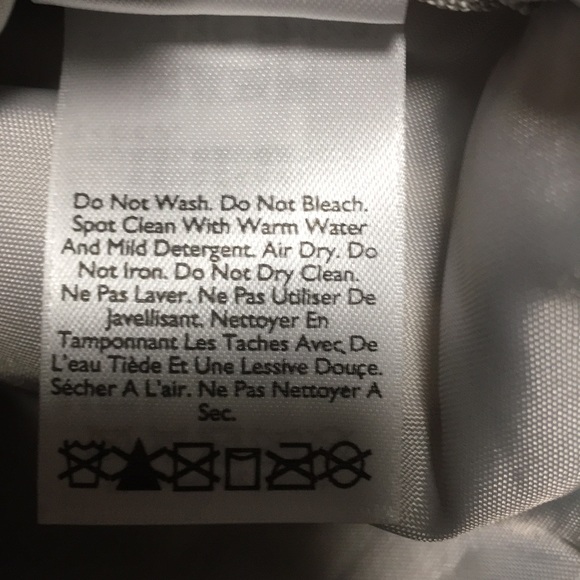 Do Not Wash. Do Not Bleach.
Spot Clean With Warm Water
And Mild Detergent. Air Dry. Do
Not Iron. Do Not Dry Clean.
Ne Pas Laver. Ne Pas Utiliser De
Javellisant. Nettoyer En
Tamponnant Les Taches Avec De
L'eau Tiède Et Une Lessive Douce.
Sécher A L'air. Ne Pas Nettoyer A
Sec.